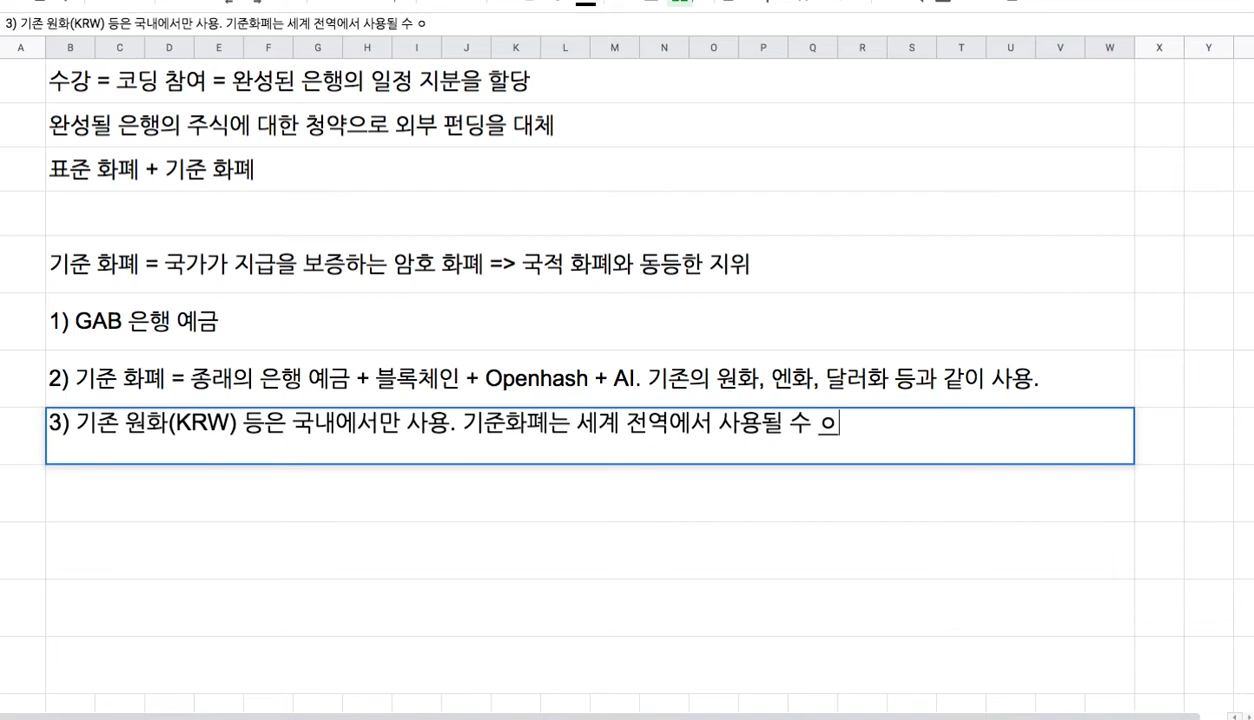 3) 기존 원화(KRW) 등은 국내에서만 사용. 기준화폐는 세계 전역에서 사용될 수 ㅇ
A B C D E F G H I J K L M N O P Q R S T U V W X Y
수강 = 코딩 참여 = 완성된 은행의 일정 지분을 할당
완성될 은행의 주식에 대한 청약으로 외부 펀딩을 대체
표준 화폐 + 기준 화폐
기준 화폐 = 국가가 지급을 보증하는 암호 화폐 => 국적 화폐와 동등한 지위
1) GAB 은행 예금
2) 기준 화폐 = 종래의 은행 예금 + 블록체인 + Openhash + AI. 기존의 원화, 엔화, 달러화 등과 같이 사용.
3) 기존 원화(KRW) 등은 국내에서만 사용. 기준화폐는 세계 전역에서 사용될 수 ㅇ